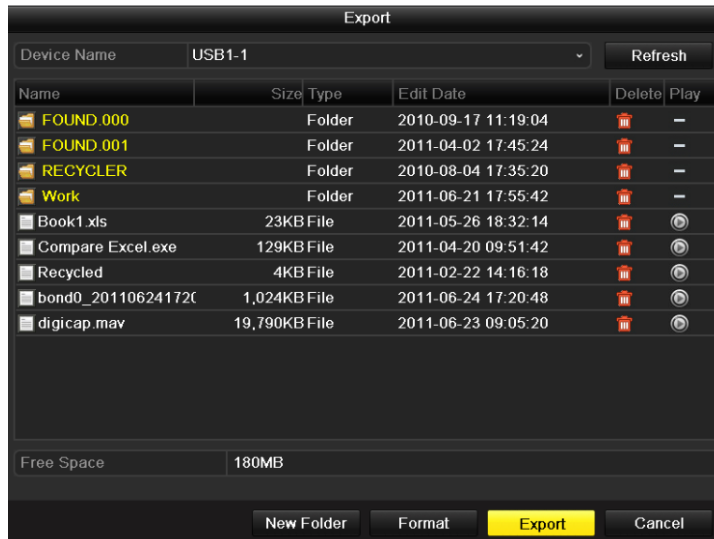 Export
Device Name USB1-1 Refresh
Name Size Type Edit Date Delete Play
FOUND.000 Folder 2010-09-17 11:19:04 –
FOUND.001 Folder 2011-04-02 17:45:24 –
RECYCLER Folder 2010-08-04 17:35:20 –
Work Folder 2011-06-21 17:55:42 –
Book1.xls 23KB File 2011-05-26 18:32:14
Compare Excel.exe 129KB File 2011-04-20 09:51:42
Recycled 4KB File 2011-02-22 14:16:18
bond0_20110624172( 1,024KB File 2011-06-24 17:20:48
digicap.mav 19,790KB File 2011-06-23 09:05:20
Free Space 180MB
New Folder Format Export Cancel